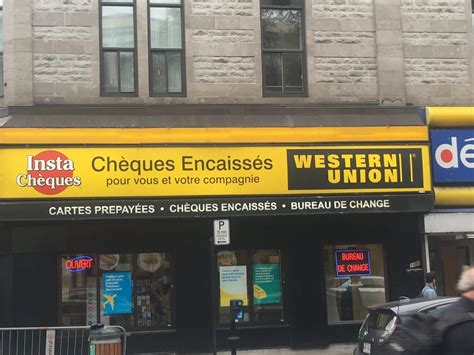 Insta
Chèques
Chèques Encaissés
pour vous et votre compagnie
WESTERN
UNION
dé
CARTES PREPAYÉES • CHÈQUES ENCAISSÉS • BUREAU DE CHANGE
P
OUVERT
BUREAU
DE CHANGE